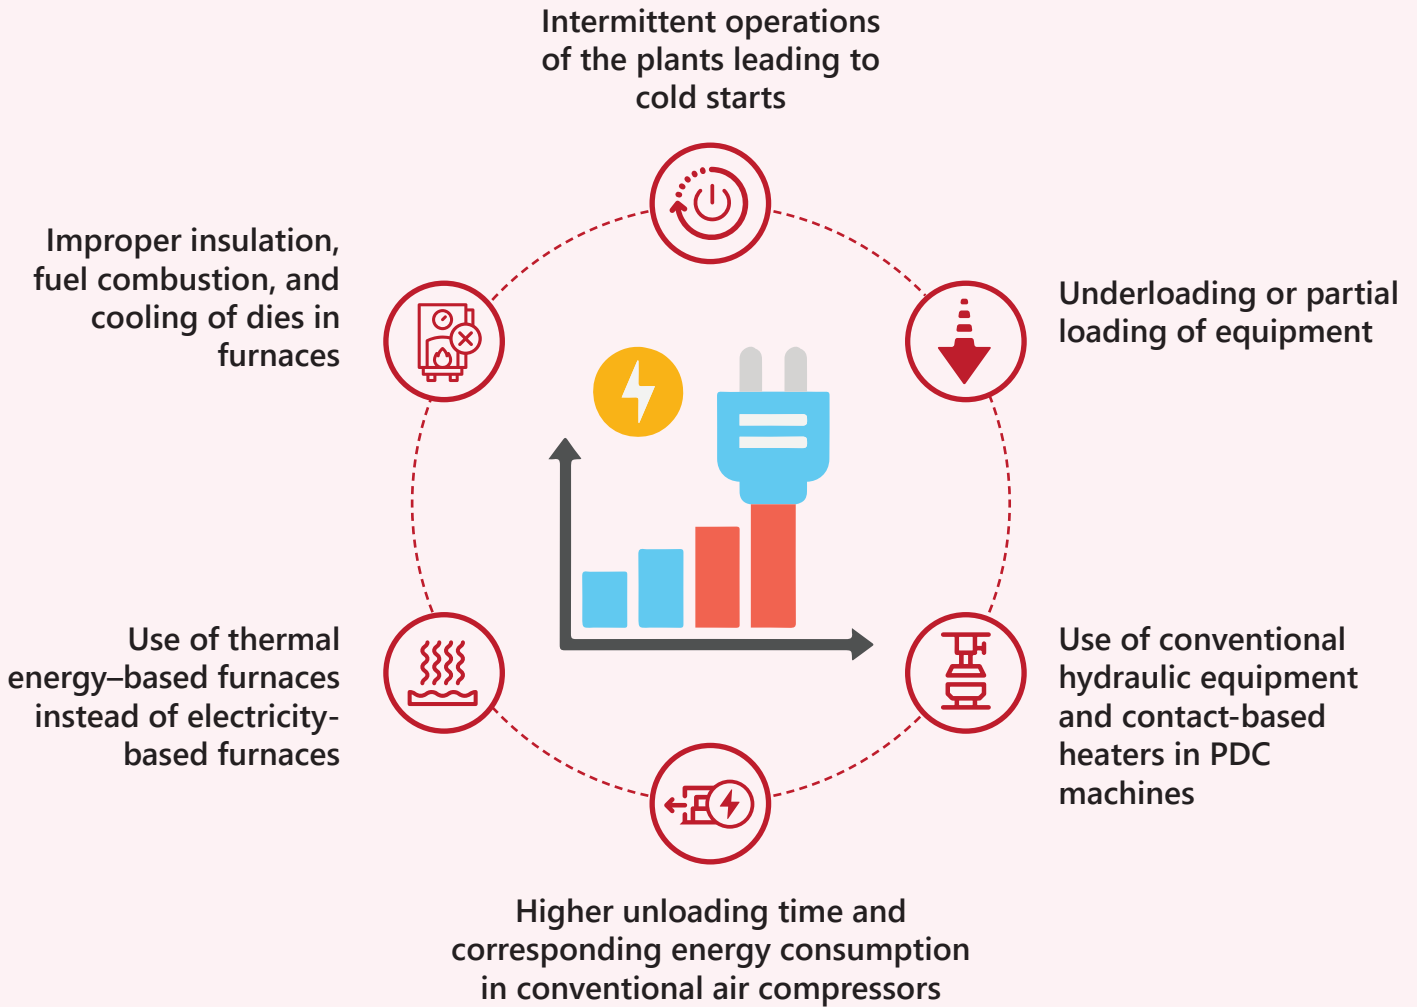 Intermittent operations
of the plants leading to
cold starts
Underloading or partial
loading of equipment
Use of conventional
hydraulic equipment
and contact-based
heaters in PDC
machines
Higher unloading time and
corresponding energy consumption
in conventional air compressors
Use of thermal
energy–based furnaces
instead of electricity-
based furnaces
Improper insulation,
fuel combustion, and
cooling of dies in
furnaces